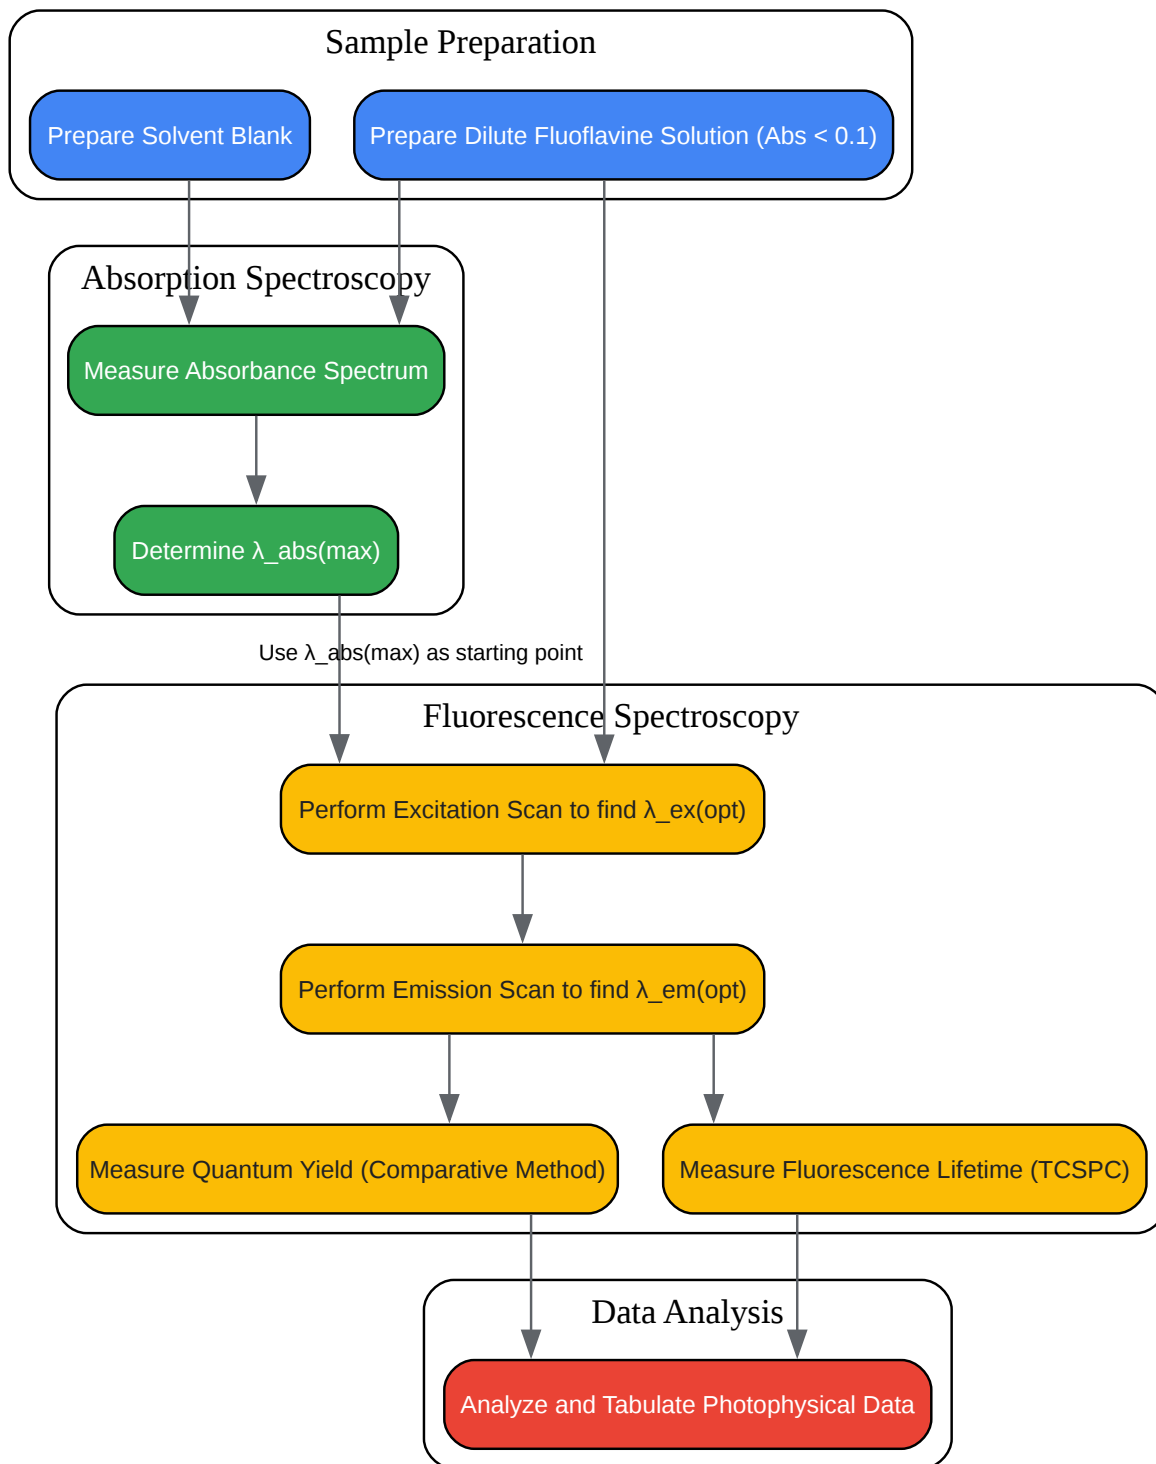 Sample Preparation
Prepare Solvent Blank
Prepare Dilute Fluoflavine Solution (Abs < 0.1)
Absorption Spectroscopy
Measure Absorbance Spectrum
Determine λ_abs(max)
Use λ_abs(max) as starting point
Fluorescence Spectroscopy
Perform Excitation Scan to find λ_ex(opt)
Perform Emission Scan to find λ_em(opt)
Measure Quantum Yield (Comparative Method)
Measure Fluorescence Lifetime (TCSPC)
Data Analysis
Analyze and Tabulate Photophysical Data